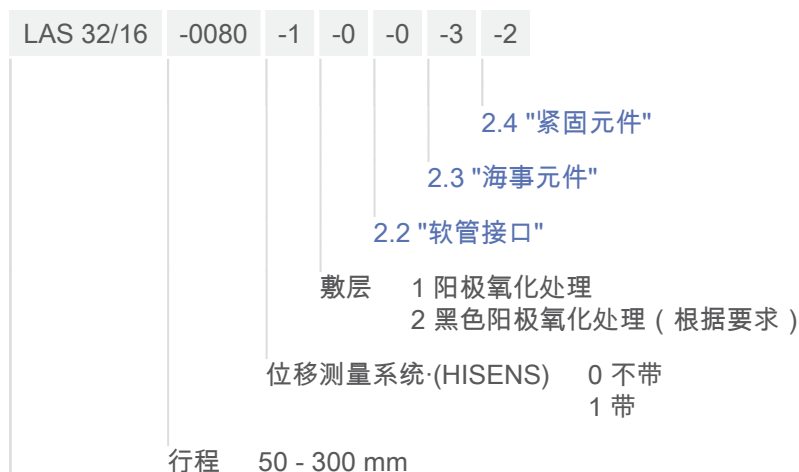 LAS 32/16 -0080 -1 -0 -0 -3 -2
2.4 "紧固元件"
2.3 "海事元件"
2.2 "软管接口"
敷层 1 阳极氧化处理
2 黑色阳极氧化处理（根据要求）
位移测量系统·(HISENS) 0 不带
1 带
行程 50 - 300 mm